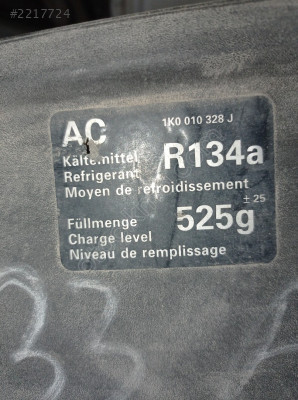 #2217724
AC
1K0 010 328 J
Kältemittel
Refrigerant
R134a
Moyen de refroidissement
Füllmenge
Charge level
525g ± 25
Niveau de remplissage
33